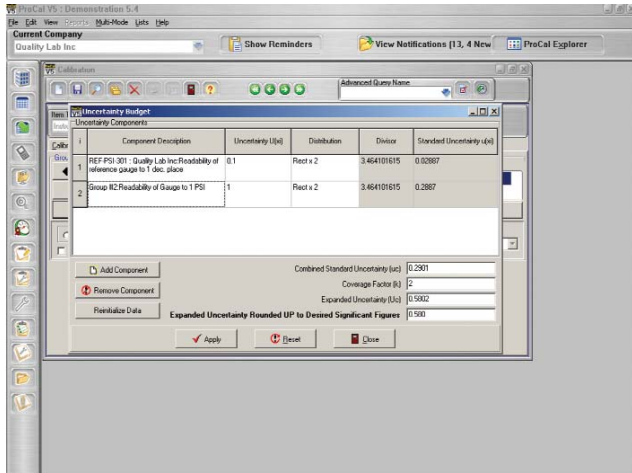 ProCal V5 : Demonstration 5.4
File Edit View Reports Multi-Mode Lists Help
Current Company
Quality Lab Inc
Show Reminders
View Notifications [13, 4 New
ProCal Explorer
Calibration
Advanced Query Name
Uncertainty Budget
Uncertainty Components
i Component Description Uncertainty U(xi) Distribution Divisor Standard Uncertainty u(xi)
1 REF-PSI-301 : Quality Lab Inc:Readability of reference gauge to 1 dec. place 0.1 Rect x 2 3.464101615 0.02887
2 Group III2:Readability of Gauge to 1 PSI 1 Rect x 2 3.464101615 0.2887
Add Component
Combined Standard Uncertainty (uc) 0.2901
Coverage Factor (k) 2
Remove Component
Expanded Uncertainty (Uc) 0.5802
Reinitialize Data
Expanded Uncertainty Rounded UP to Desired Significant Figures 0.580
Apply Reset Close